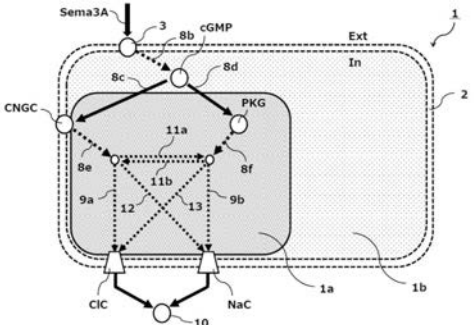 Sema3A
3
8b
cGMP
Ext
1
In
8c
8d
2
CNGC
PKG
11a
8e
11b
8f
9a
12
13
9b
ClC
NaC
1a
1b
10